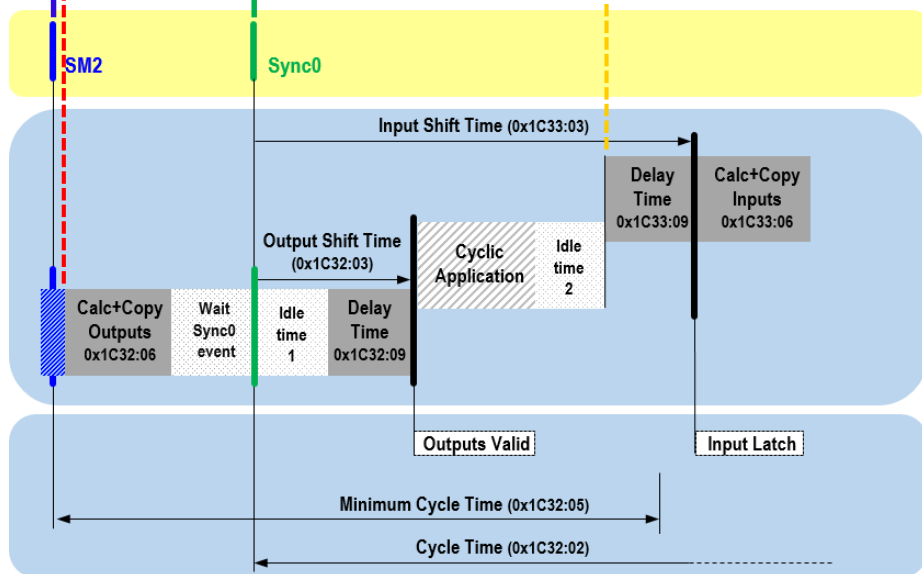 SM2
Sync0
Input Shift Time (0x1C33:03)
Delay
Time
0x1C33:09
Calc+Copy
Inputs
0x1C33:06
Output Shift Time
(0x1C32:03)
Cyclic
Application
Idle
time
2
Calc+Copy
Outputs
0x1C32:06
Wait
Sync0
event
Idle
time
1
Delay
Time
0x1C32:09
Outputs Valid
Input Latch
Minimum Cycle Time (0x1C32:05)
Cycle Time (0x1C32:02)